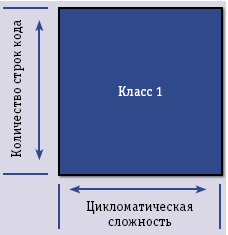 Количество строк кода
Класс 1
Цикломатическая
сложность